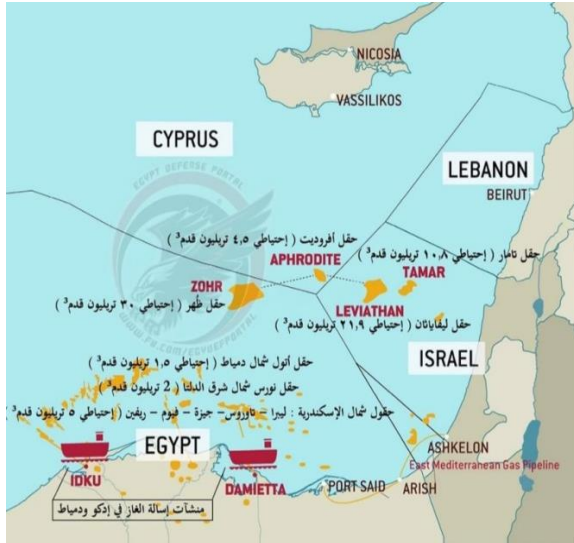 NICOSIA
VASSILIKOS
CYPRUS
LEBANON
BEIRUT
EGYPT DEFENSE PORTAL
حقل أفروديت ( إحتياطي ٤,٥ تريليون قدم³ )
APHRODITE
حقل تامار ( إحتياطي ١٠,٨ تريليون قدم³ )
TAMAR
ZOHR
حقل ظُهر ( إحتياطي ٣٠ تريليون قدم³ )
LEVIATHAN
حقل ليفاياثان ( إحتياطي ٢١,٩ تريليون قدم³ )
FB.COM/EGYDEFPORTAL
ISRAEL
حقل أتول شمال دمياط ( إحتياطي ١,٥ تريليون قدم³ )
حقل نورس شمال شرق الدلتا ( 2 تريليون قدم³ )
حقول شمال الإسكندرية : ليبرا – تاوروس– جيزة – فيوم – ريفين ( إحتياطي ٥ تريليون قدم³ )
EGYPT
ASHKELON
East Mediterranean Gas Pipeline
IDKU
DAMIETTA
PORT SAID
ARISH
منشآت إسالة الغاز في إدكو ودمياط